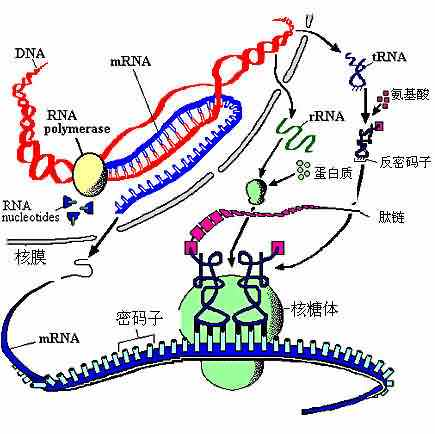 DNA
mRNA
tRNA
RNA
polymerase
rRNA
氨基酸
反密码子
蛋白质
RNA
nucleotides
肽链
核膜
密码子
核糖体
mRNA